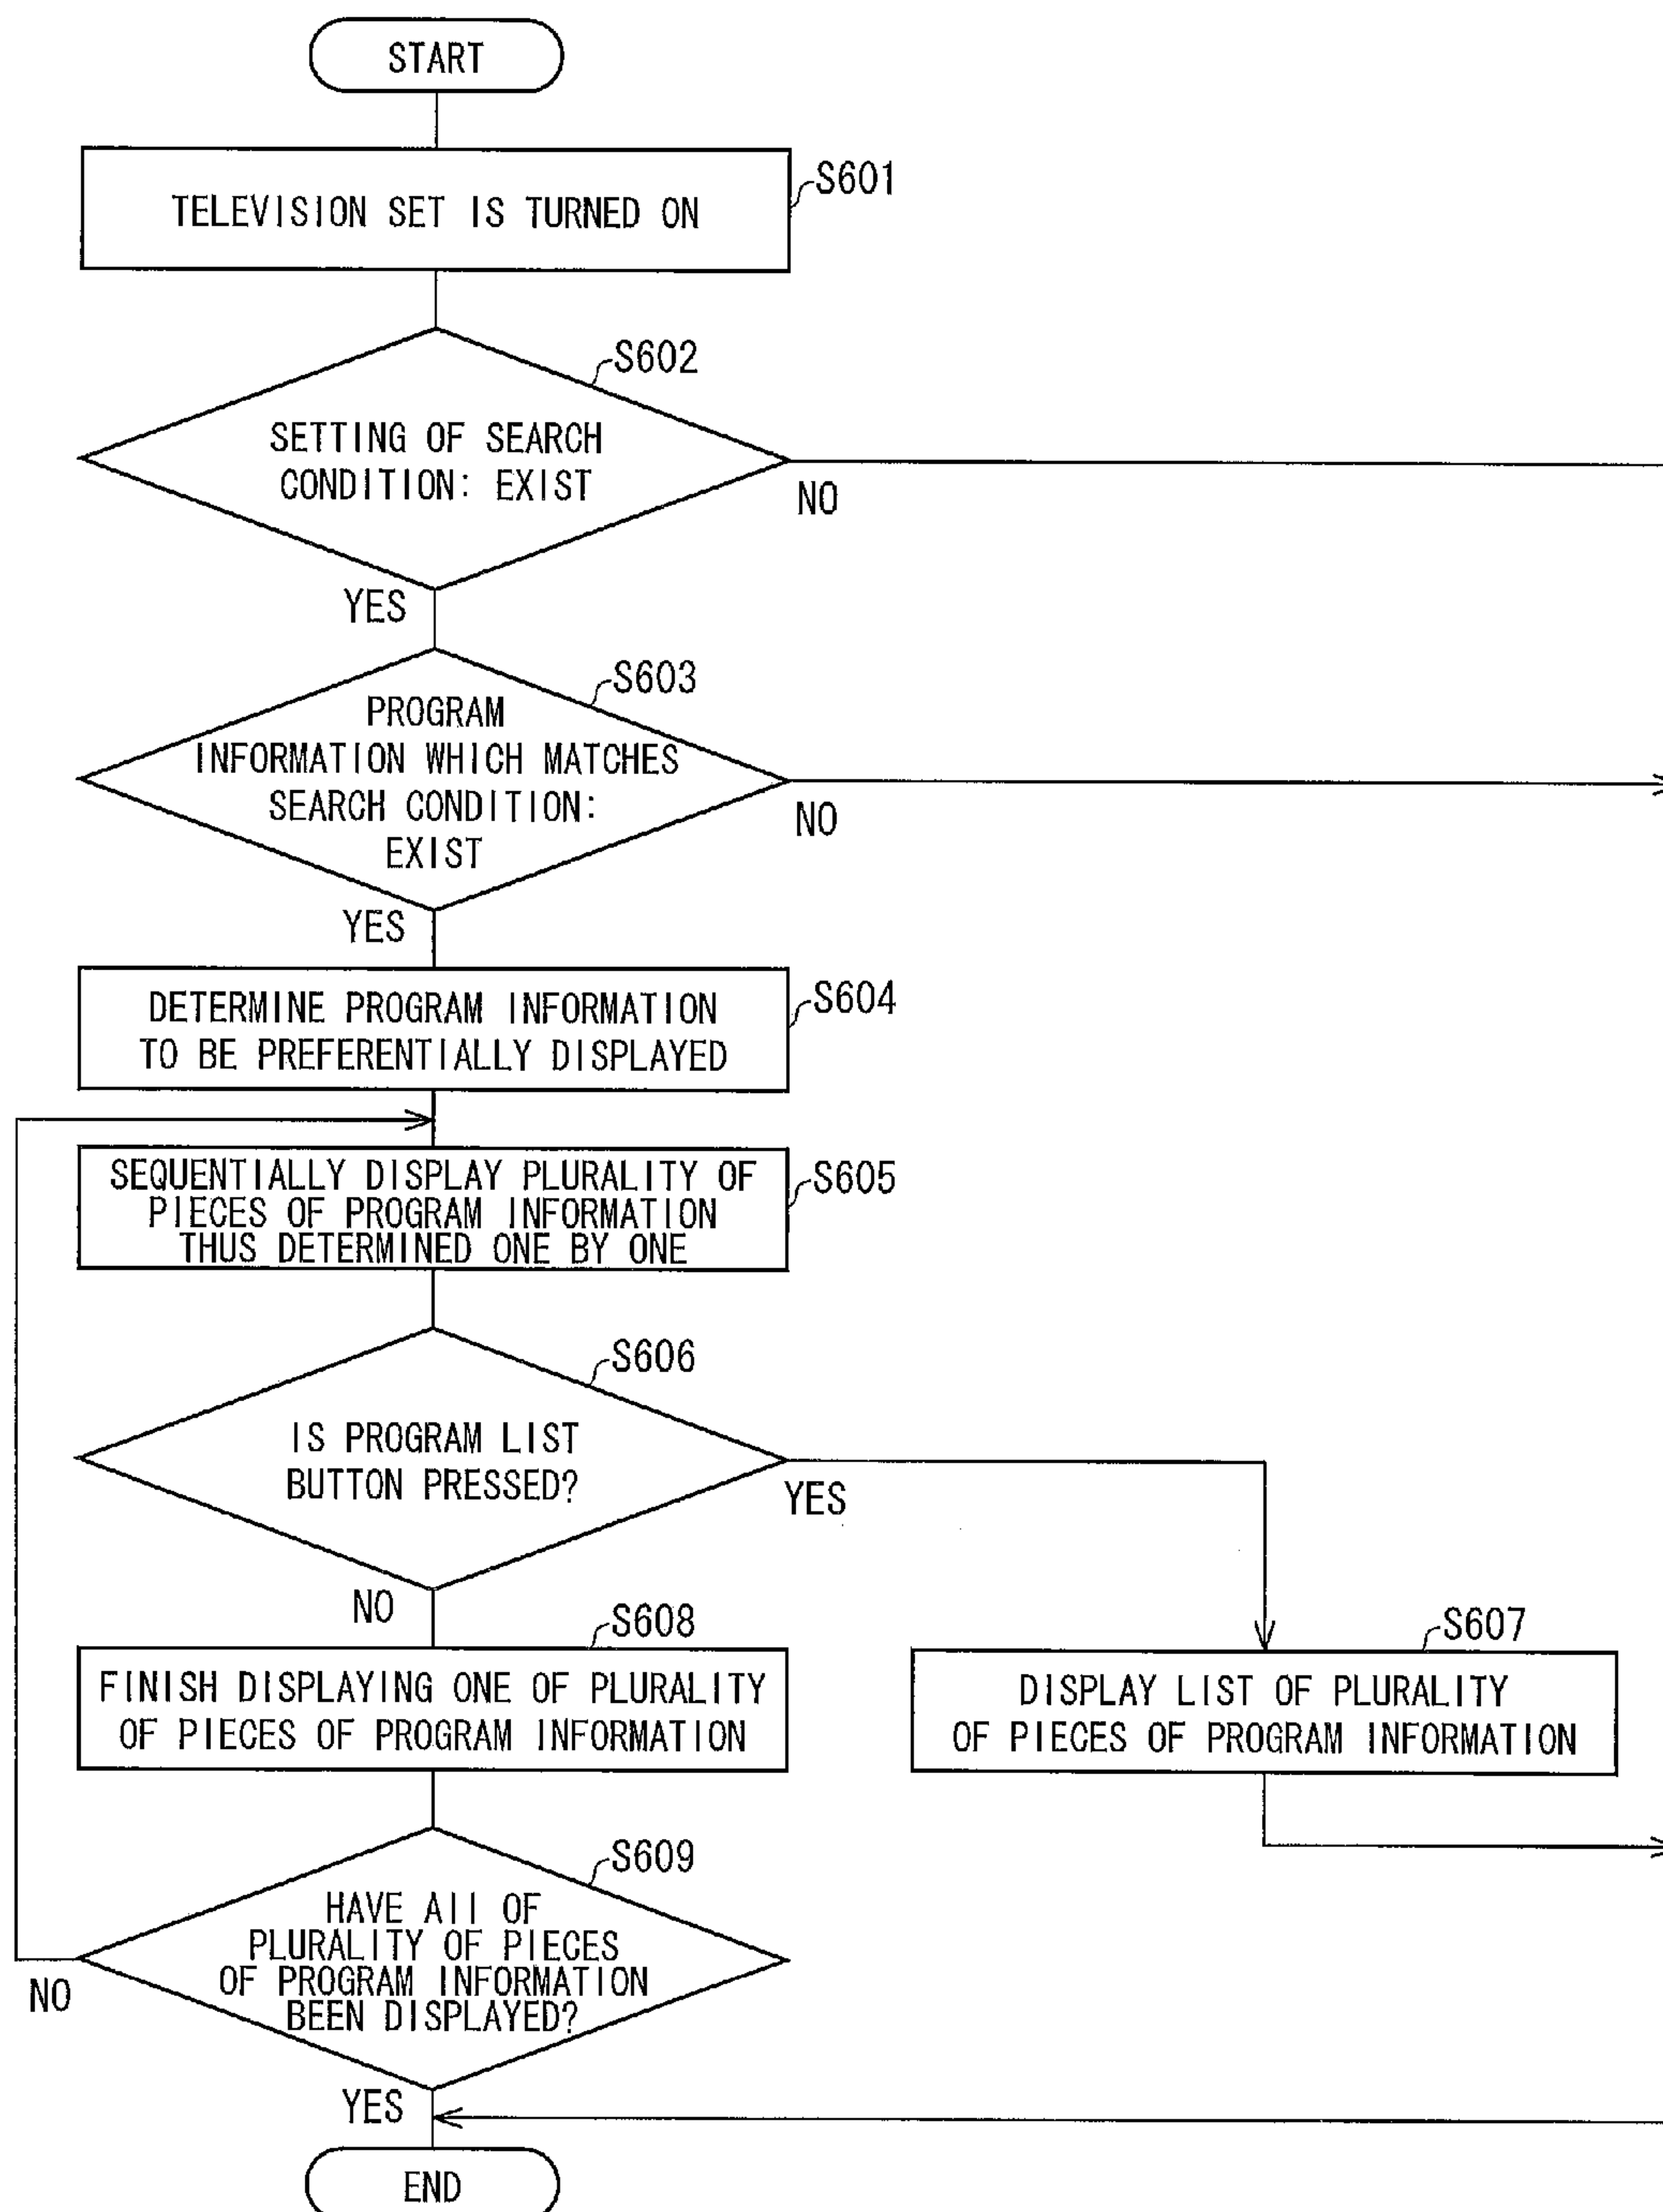 START
TELEVISION SET IS TURNED ON
S601
S602
SETTING OF SEARCH
CONDITION: EXIST
NO
YES
S603
PROGRAM
INFORMATION WHICH MATCHES
SEARCH CONDITION:
EXIST
NO
YES
DETERMINE PROGRAM INFORMATION
TO BE PREFERENTIALLY DISPLAYED
S604
SEQUENTIALLY DISPLAY PLURALITY OF
PIECES OF PROGRAM INFORMATION
THUS DETERMINED ONE BY ONE
S605
S606
IS PROGRAM LIST
BUTTON PRESSED?
YES
NO
S608
FINISH DISPLAYING ONE OF PLURALITY
OF PIECES OF PROGRAM INFORMATION
S607
DISPLAY LIST OF PLURALITY
OF PIECES OF PROGRAM INFORMATION
S609
HAVE All OF
PLURALITY OF PIECES
OF PROGRAM INFORMATION
BEEN DISPLAYED?
NO
YES
END